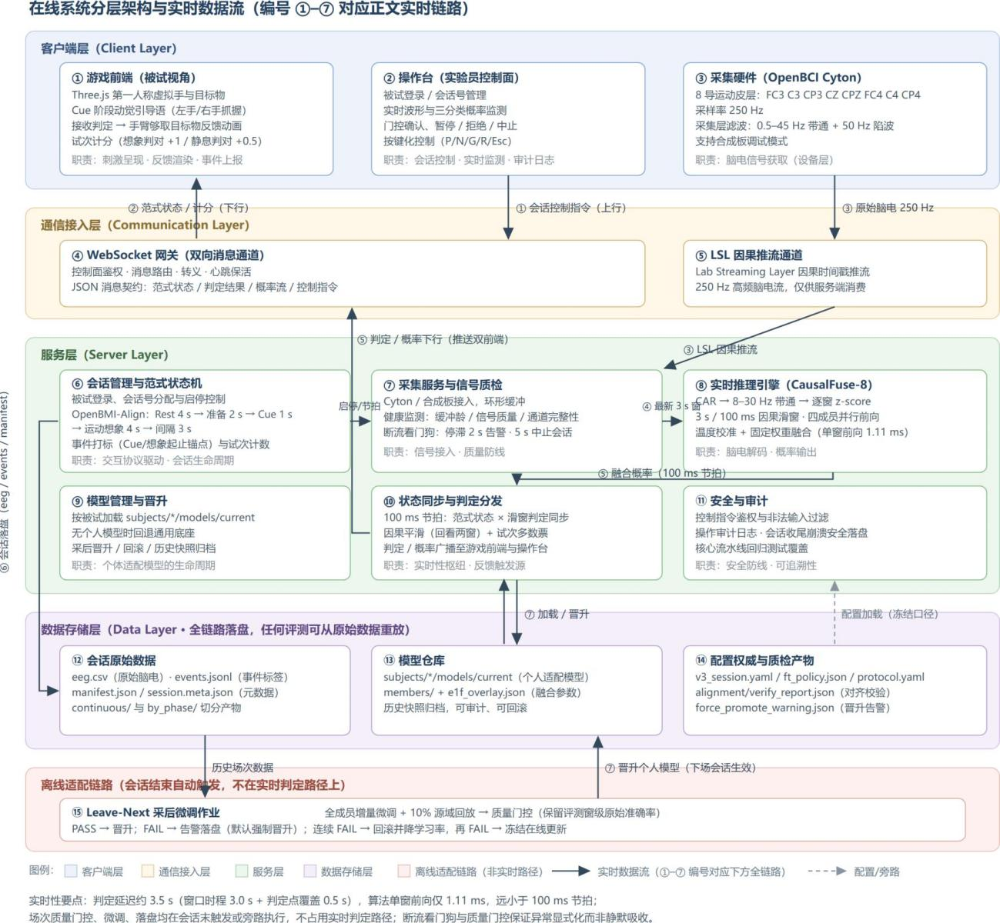 在线系统分层架构与实时数据流（编号 ①–⑦ 对应正文实时链路）
客户端层（Client Layer）
① 游戏前端（被试视角）
Three.js 第一人称虚拟手与目标物
Cue 阶段动觉引导语（左手/右手抓握）
接收判定 → 手臂够取目标物反馈动画
试次计分（想象判对 +1 / 静息判对 +0.5）
职责：刺激呈现 · 反馈渲染 · 事件上报
② 操作台（实验员控制面）
被试登录 / 会话号管理
实时波形与三分类概率监测
门控确认、暂停 / 拒绝 / 中止
按键化控制（P/N/G/R/Esc）
职责：会话控制 · 实时监测 · 审计日志
③ 采集硬件（OpenBCI Cyton）
8 导运动皮层：FC3 C3 CP3 CZ CPZ FC4 C4 CP4
采样率 250 Hz
采集层滤波：0.5–45 Hz 带通 + 50 Hz 陷波
支持合成板调试模式
职责：脑电信号获取（设备层）
② 范式状态 / 计分（下行）
① 会话控制指令（上行）
③ 原始脑电 250 Hz
通信接入层（Communication Layer）
④ WebSocket 网关（双向消息通道）
控制面鉴权 · 消息路由 · 转义 · 心跳保活
JSON 消息契约：范式状态 / 判定结果 / 概率流 / 控制指令
⑤ LSL 因果推流通道
Lab Streaming Layer 因果时间戳推流
250 Hz 高频脑电流，仅供服务端消费
⑤ 判定 / 概率下行（推送双前端）
③ LSL 因果推流
服务层（Server Layer）
⑥ 会话管理与范式状态机
被试登录、会话号分配与启停控制
OpenBMI-Align：Rest 4 s → 准备 2 s → Cue 1 s
→ 运动想象 4 s → 间隔 3 s
事件打标（Cue/想象起止锚点）与试次计数
职责：交互协议驱动 · 会话生命周期
启停/节拍
⑦ 采集服务与信号质检
Cyton / 合成板接入，环形缓冲
健康监测：缓冲龄 / 信号质量 / 通道完整性
断流看门狗：停滞 2 s 告警 · 5 s 中止会话
职责：信号接入 · 质量防线
④ 最新 3 s 窗
⑧ 实时推理引擎（CausalFuse-8）
CAR → 8–30 Hz 带通 → 逐窗 z-score
3 s / 100 ms 因果滑窗 · 四成员并行前向
温度校准 + 固定权重融合（单窗前向 1.11 ms）
职责：脑电解码 · 概率输出
⑤ 融合概率（100 ms 节拍）
⑨ 模型管理与晋升
按被试加载 subjects/*/models/current
无个人模型时回退通用底座
采后晋升 / 回滚 / 历史快照归档
职责：个体适配模型的生命周期
⑩ 状态同步与判定分发
100 ms 节拍：范式状态 × 滑窗判定同步
因果平滑（回看两窗）+ 试次多数票
判定 / 概率广播至游戏前端与操作台
职责：实时性枢纽 · 反馈触发源
⑪ 安全与审计
控制指令鉴权与非法输入过滤
操作审计日志 · 会话收尾崩溃安全落盘
核心流水线回归测试覆盖
职责：安全防线 · 可追溯性
⑥ 会话落盘（eeg / events / manifest）
⑦ 加载 / 晋升
配置加载（冻结口径）
数据存储层（Data Layer • 全链路落盘，任何评测可从原始数据重放）
⑫ 会话原始数据
eeg.csv（原始脑电）· events.jsonl（事件标签）
manifest.json / session.meta.json（元数据）
continuous/ 与 by_phase/ 切分产物
⑬ 模型仓库
subjects/*/models/current（个人适配模型）
members/ + e1f_overlay.json（融合参数）
历史快照归档，可审计、可回滚
⑭ 配置权威与质检产物
v3_session.yaml / ft_policy.json / protocol.yaml
alignment/verify_report.json（对齐校验）
force_promote_warning.json（晋升告警）
历史场次数据
⑦ 晋升个人模型（下场会话生效）
离线适配链路（会话结束自动触发，不在实时判定路径上）
⑮ Leave-Next 采后微调作业 全成员增量微调 + 10% 源域回放 → 质量门控（保留评测窗级原始准确率）
PASS → 晋升；FAIL → 告警落盘（默认强制晋升）；连续 FAIL → 回滚并降学习率，再 FAIL → 冻结在线更新
图例： 客户端层 通信接入层 服务层 数据存储层 离线适配链路（非实时路径） 实时数据流（①–⑦ 编号对应下方全链路） 配置/旁路
实时性要点：判定延迟约 3.5 s（窗口时程 3.0 s + 判定点覆盖 0.5 s），算法单窗前向仅 1.11 ms，远小于 100 ms 节拍；
场次质量门控、微调、落盘均在会话末触发或旁路执行，不占用实时判定路径；断流看门狗与质量门控保证异常显式化而非静默吸收。